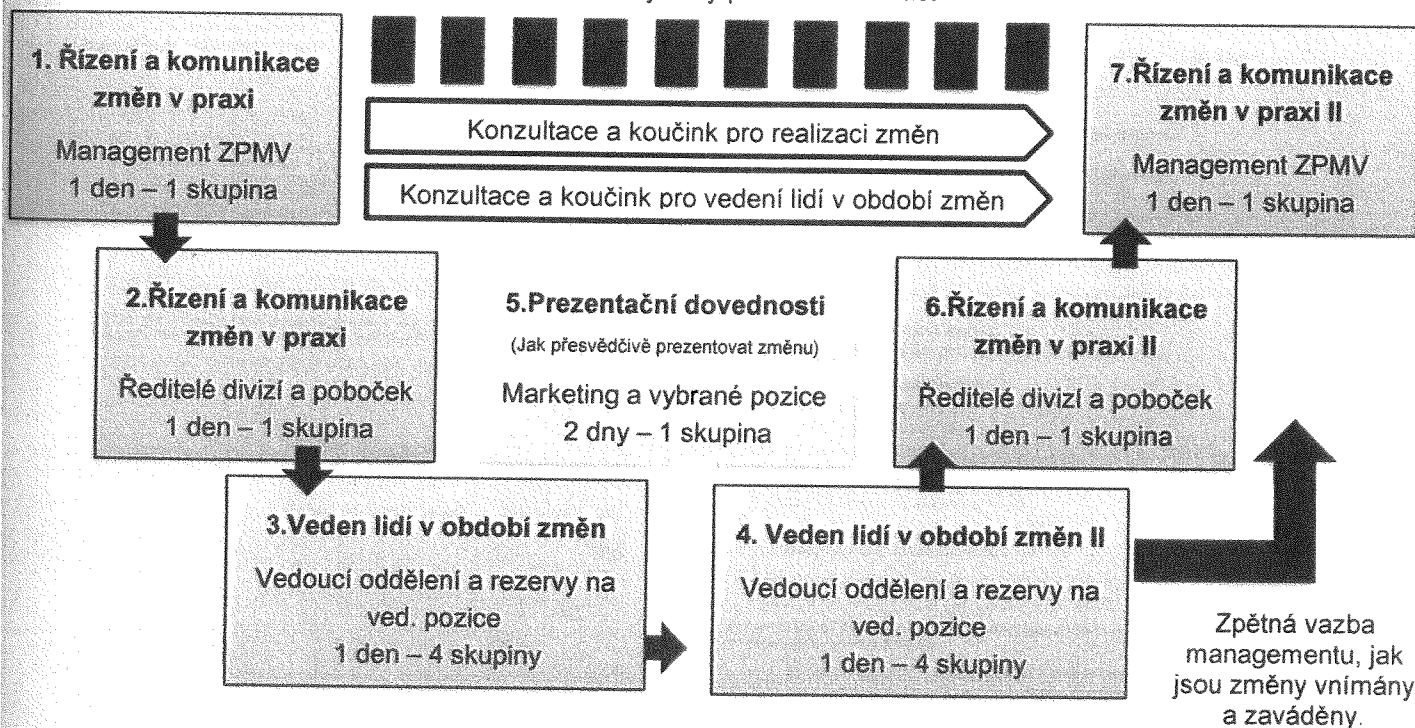 1. Řízení a komunikace
změn v praxi
Management ZPMV
1 den – 1 skupina
Konzultace a koučink pro realizaci změn
Konzultace a koučink pro vedení lidí v období změn
7.Řízení a komunikace
změn v praxi II
Management ZPMV
1 den – 1 skupina
2.Řízení a komunikace
změn v praxi
Ředitelé divizí a poboček
1 den – 1 skupina
5.Prezentační dovednosti
(Jak přesvědčivě prezentovat změnu)
Marketing a vybrané pozice
2 dny – 1 skupina
6.Řízení a komunikace
změn v praxi II
Ředitelé divizí a poboček
1 den – 1 skupina
3.Veden lidí v období změn
Vedoucí oddělení a rezervy na
ved. pozice
1 den – 4 skupiny
4. Veden lidí v období změn II
Vedoucí oddělení a rezervy na
ved. pozice
1 den – 4 skupiny
Zpětná vazba
managementu, jak
jsou změny vnímány
a zaváděny.